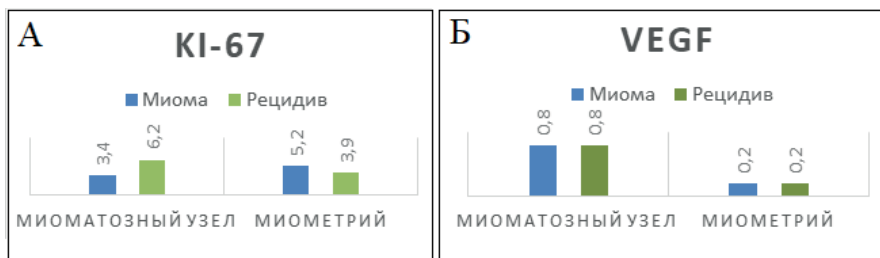 А
KI-67
Миома Рецидив
3,4
6,2
5,2
3,9
МИОМАТОЗНЫЙ УЗЕЛ МИОМЕТРИЙ
Б
VEGF
Миома Рецидив
0,8
0,8
0,2
0,2
МИОМАТОЗНЫЙ УЗЕЛ МИОМЕТРИЙ